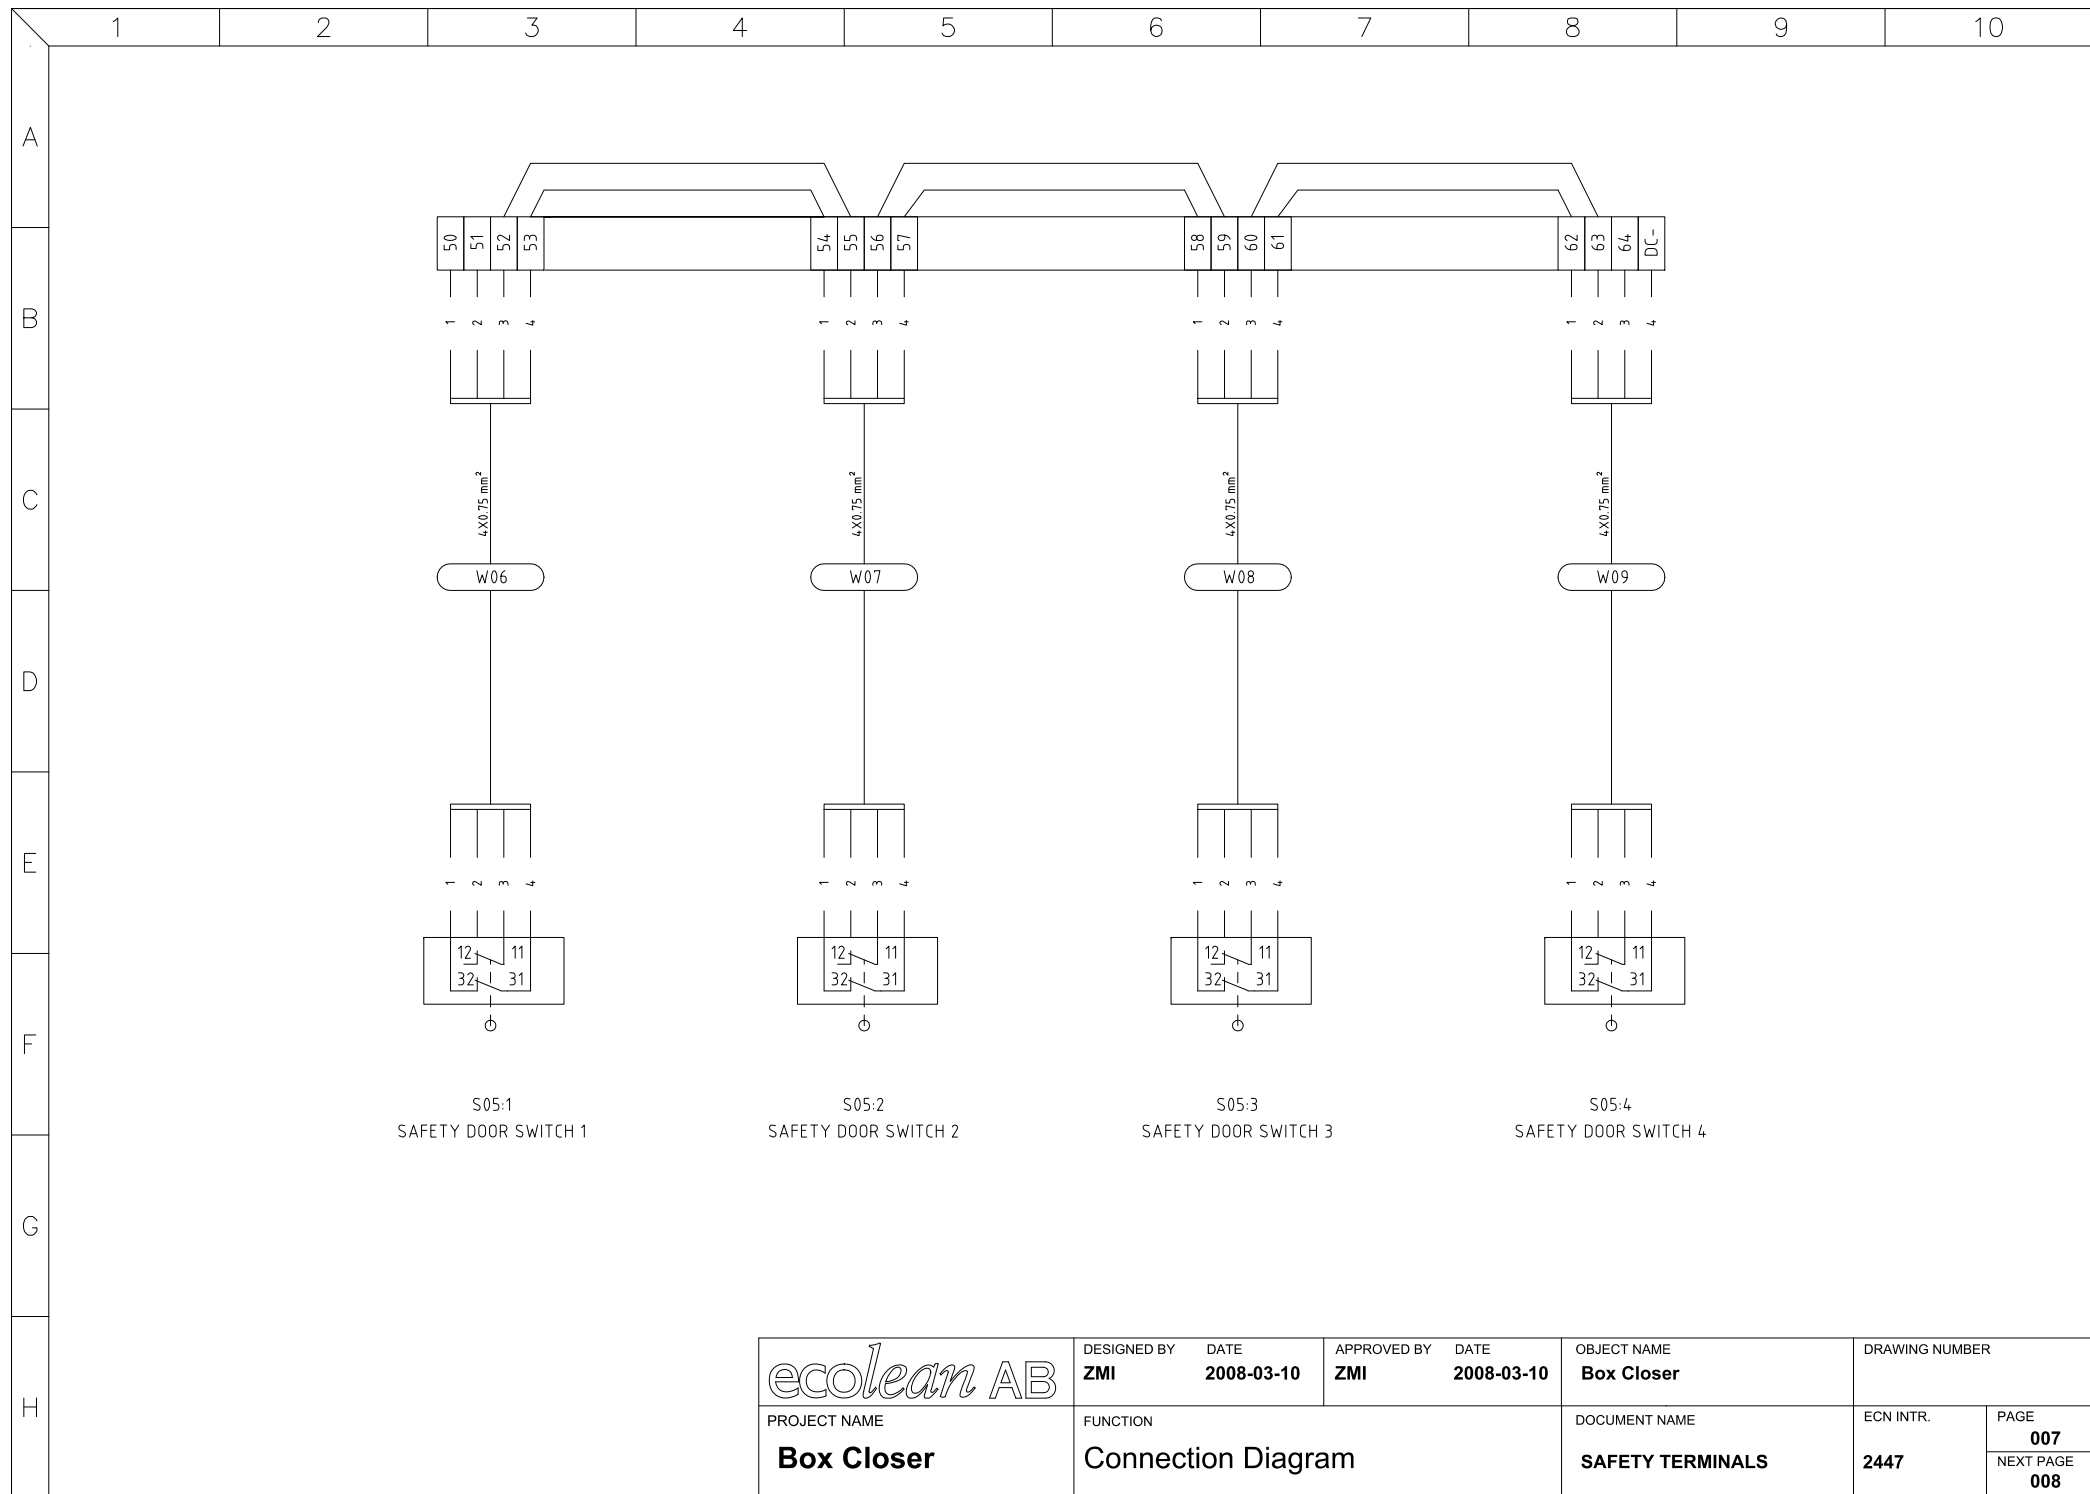 1 2 3 4 5 6 7 8 9 10
A
50 51 52 53 54 55 56 57 58 59 60 61 62 63 64 DC-
B
1 2 3 4 1 2 3 4 1 2 3 4 1 2 3 4
C
4X0.75 mm² 4X0.75 mm² 4X0.75 mm² 4X0.75 mm²
W06 W07 W08 W09
D
E
1 2 3 4 1 2 3 4 1 2 3 4 1 2 3 4
12 11 12 11 12 11 12 11
32 31 32 31 32 31 32 31
F
S05:1 S05:2 S05:3 S05:4
SAFETY DOOR SWITCH 1 SAFETY DOOR SWITCH 2 SAFETY DOOR SWITCH 3 SAFETY DOOR SWITCH 4
G
H
ecolean AB
DESIGNED BY DATE APPROVED BY DATE OBJECT NAME DRAWING NUMBER
ZMI 2008-03-10 ZMI 2008-03-10 Box Closer
PROJECT NAME FUNCTION DOCUMENT NAME ECN INTR. PAGE
007
Box Closer Connection Diagram SAFETY TERMINALS 2447 NEXT PAGE
008